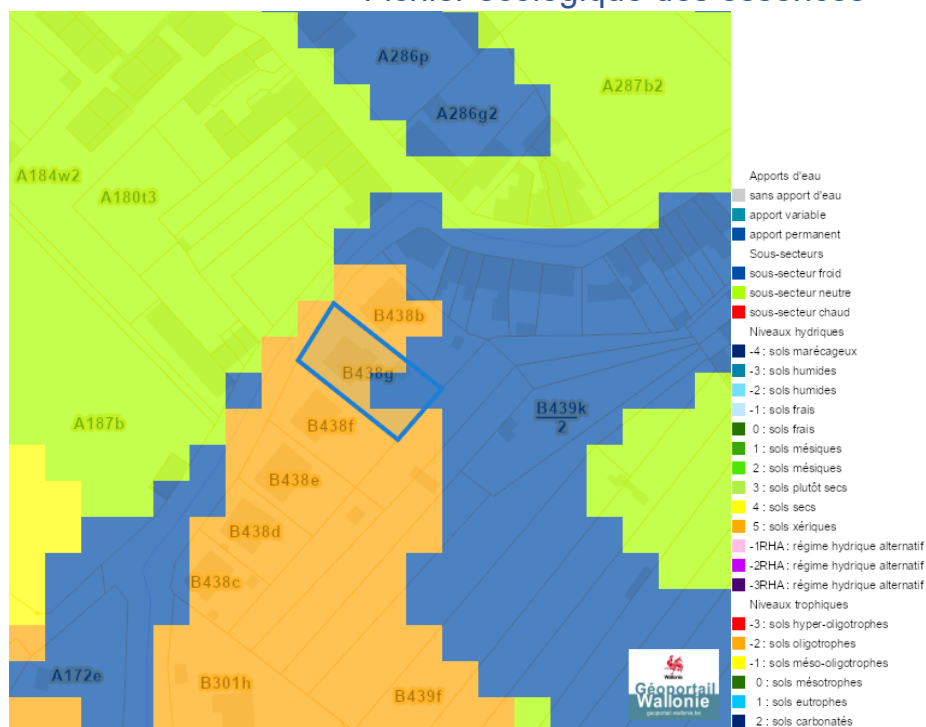 Fichier écologique des essences
A286p
A287b2
A286g2
A184w2
A180t3
B438b
B438g
B439k
2
A187b
B438f
B438e
B438d
B438c
A172e
B301h
B439f
Apports d'eau
sans apport d'eau
apport variable
apport permanent
Sous-secteurs
sous-secteur froid
sous-secteur neutre
sous-secteur chaud
Niveaux hydriques
-4 : sols marécageux
-3 : sols humides
-2 : sols humides
-1 : sols frais
0 : sols frais
1 : sols mésiques
2 : sols mésiques
3 : sols plutôt secs
4 : sols secs
5 : sols xériques
-1RHA : régime hydrique alternatif
-2RHA : régime hydrique alternatif
-3RHA : régime hydrique alternatif
Niveaux trophiques
-3 : sols hyper-oligotrophes
-2 : sols oligotrophes
-1 : sols méso-oligotrophes
0 : sols mésotrophes
1 : sols eutrophes
2 : sols carbonatés
Wallonie
Géoportail
Wallonie
geoportail.wallonie.be